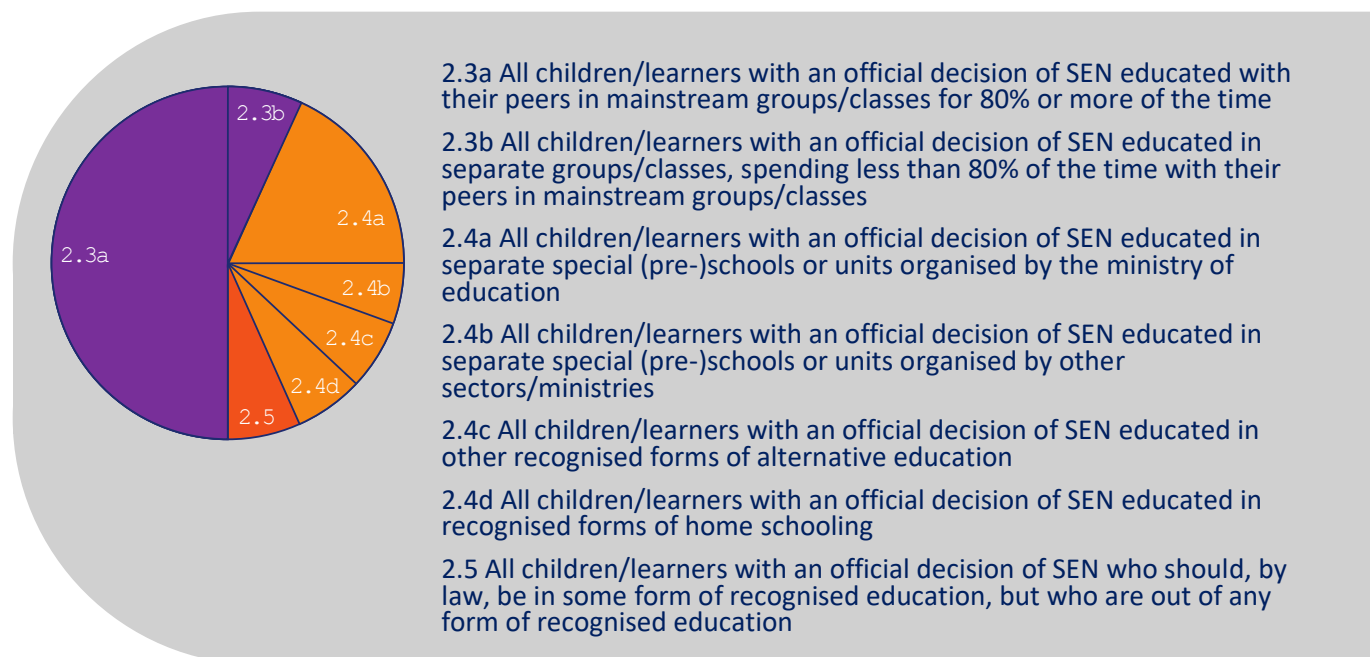 2.3b
2.4a
2.3a
2.4b
2.4c
2.4d
2.5
2.3a All children/learners with an official decision of SEN educated with
their peers in mainstream groups/classes for 80% or more of the time
2.3b All children/learners with an official decision of SEN educated in
separate groups/classes, spending less than 80% of the time with their
peers in mainstream groups/classes
2.4a All children/learners with an official decision of SEN educated in
separate special (pre-)schools or units organised by the ministry of
education
2.4b All children/learners with an official decision of SEN educated in
separate special (pre-)schools or units organised by other
sectors/ministries
2.4c All children/learners with an official decision of SEN educated in
other recognised forms of alternative education
2.4d All children/learners with an official decision of SEN educated in
recognised forms of home schooling
2.5 All children/learners with an official decision of SEN who should, by
law, be in some form of recognised education, but who are out of any
form of recognised education